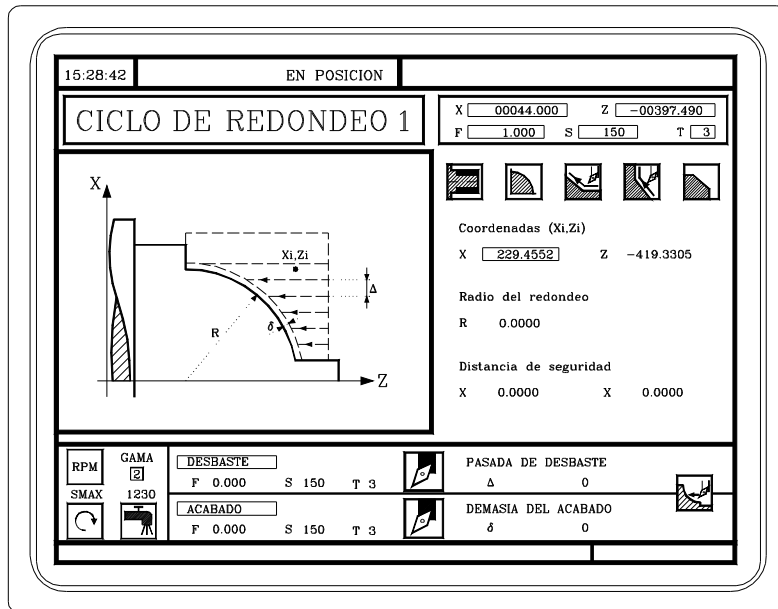 15:28:42 EN POSICION
CICLO DE REDONDEO 1
X 00044.000 Z -00397.490
F 1.000 S 150 T 3
X
Xi,Zi
Δ
R
δ
Z
Coordenadas (Xi,Zi)
X 229.4552 Z -419.3305
Radio del redondeo
R 0.0000
Distancia de seguridad
X 0.0000 X 0.0000
RPM
GAMA
2
SMAX 1230
DESBASTE
F 0.000 S 150 T 3
PASADA DE DESBASTE
Δ 0
ACABADO
F 0.000 S 150 T 3
DEMASIA DEL ACABADO
δ 0